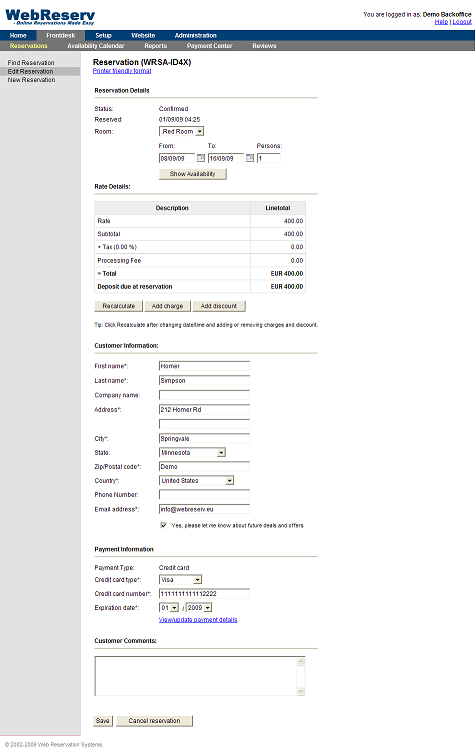 WebReserv
- Online Reservations Made Easy
You are logged in as: Demo Backoffice
Help | Logout
Home Frontdesk Setup Website Administration
Reservations Availability Calendar Reports Payment Center Reviews
Find Reservation
Edit Reservation
New Reservation
Reservation (WRSA-ID4X)
Printer friendly format
Reservation Details
Status: Confirmed
Reserved: 01/09/09 04:25
Room: Red Room
From: To: Persons:
08/09/09 16/09/09 1
Show Availability
Rate Details:
Description Linetotal
Rate 400.00
Subtotal 400.00
+ Tax (0.00 %) 0.00
Processing Fee 0.00
= Total EUR 400.00
Deposit due at reservation EUR 400.00
Recalculate Add charge Add discount
Tip: Click Recalculate after changing date/time and adding or removing charges and discount.
Customer Information:
First name*: Homer
Last name*: Simpson
Company name:
Address*: 212 Homer Rd
City*: Springvale
State: Minnesota
Zip/Postal code*: Demo
Country*: United States
Phone Number:
Email address*: info@webreserv.eu
Yes, please let me know about future deals and offers
Payment Information
Payment Type: Credit card
Credit card type*: Visa
Credit card number*: 1111111111112222
Expiration date*: 01 / 2009
View/update payment details
Customer Comments:
Save Cancel reservation
© 2002-2009 Web Reservation Systems.